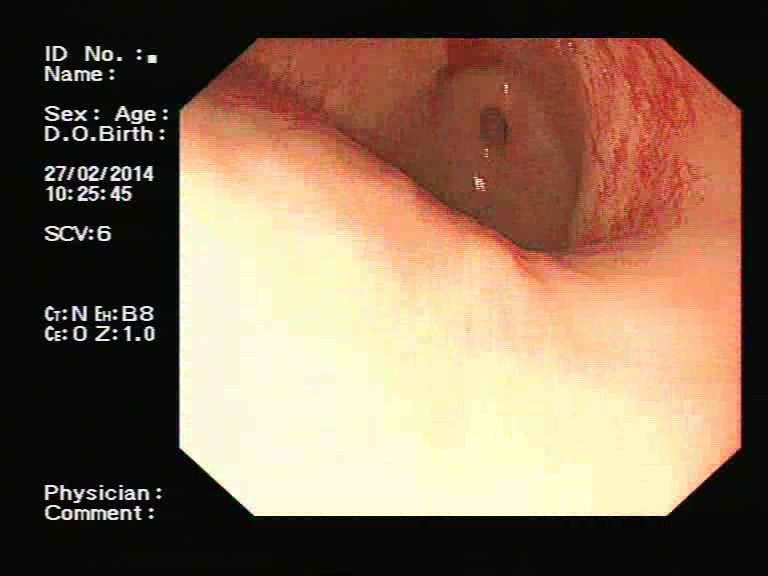 ID No. :
Name:
Sex: Age:
D.O.Birth:
27/02/2014
10:25:45
SCV:6
CT:N EH:B8
CE:0 Z:1.0
Physician:
Comment: